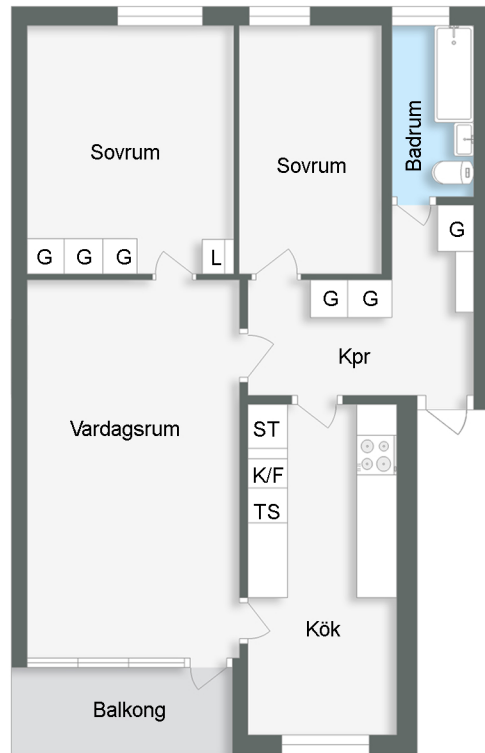 Sovrum
Sovrum
Badrum
G G G
L
G
G G
Kpr
Vardagsrum
ST
K/F
TS
Kök
Balkong